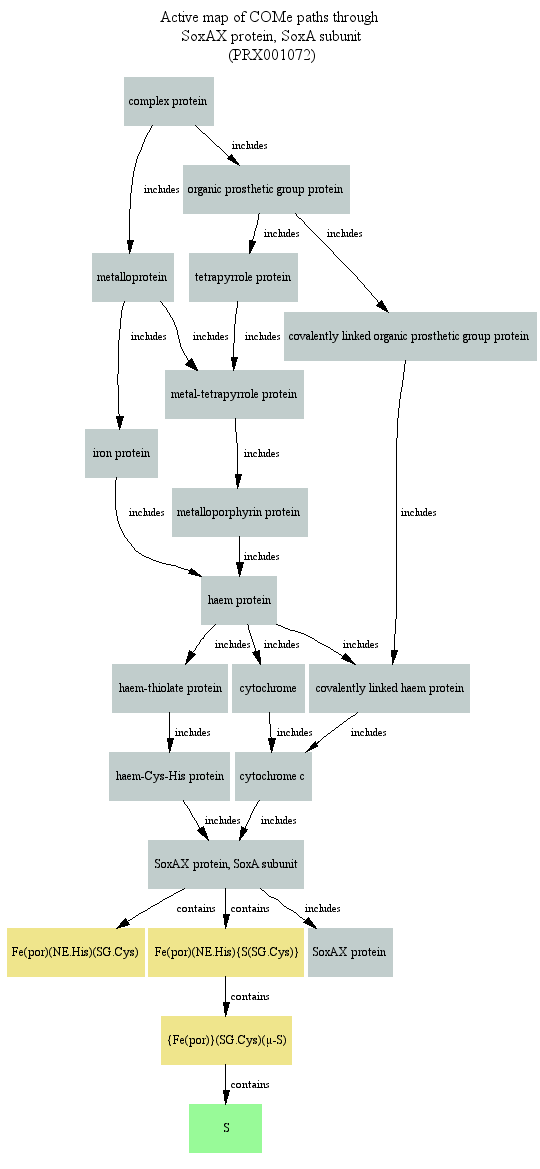 Active map of COMe paths through
SoxAX protein, SoxA subunit
(PRX001072)
complex protein
includes
includes
organic prosthetic group protein
includes
includes
metalloprotein
tetrapyrrole protein
includes
includes
includes
covalently linked organic prosthetic group protein
metal-tetrapyrrole protein
iron protein
includes
metalloporphyrin protein
includes
includes
includes
haem protein
includes
includes
includes
haem-thiolate protein
cytochrome
covalently linked haem protein
includes
includes
includes
haem-Cys-His protein
cytochrome c
includes
includes
SoxAX protein, SoxA subunit
contains
contains
includes
Fe(por)(NE.His)(SG.Cys)
Fe(por)(NE.His){S(SG.Cys)}
SoxAX protein
contains
{Fe(por)}(SG.Cys)(µ-S)
contains
S